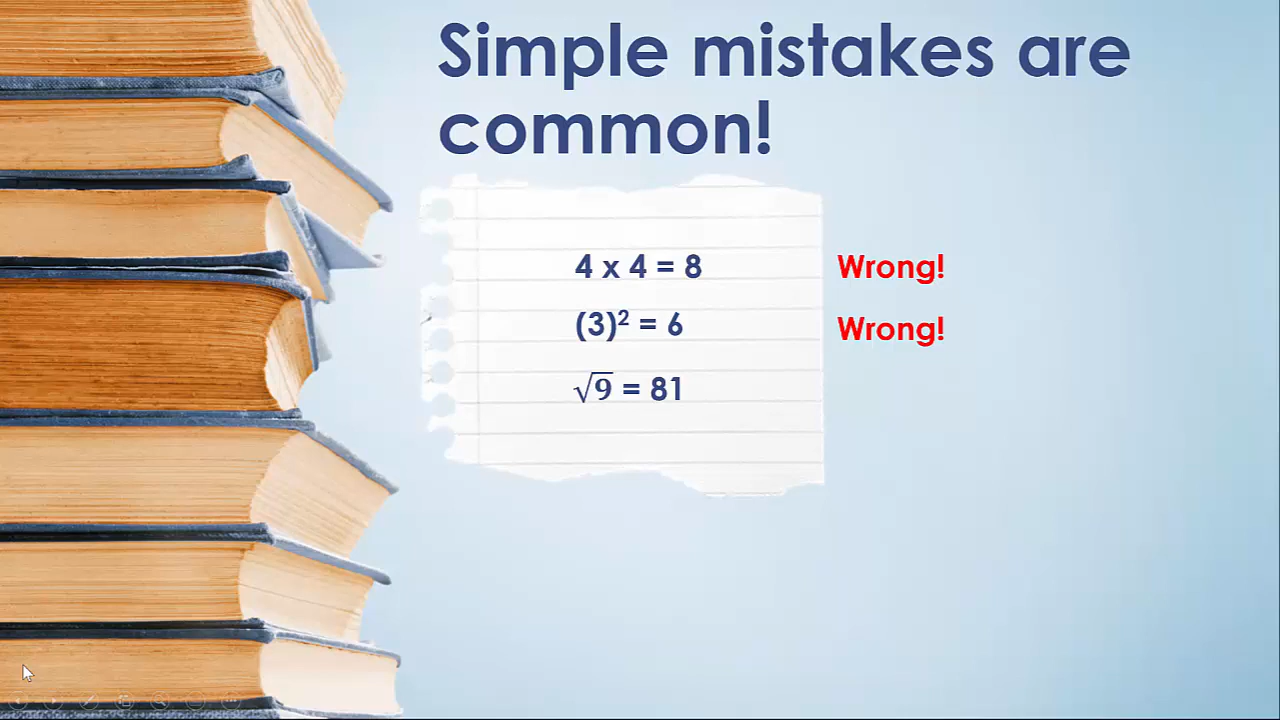 Simple mistakes are
common!
4 x 4 = 8 Wrong!
(3)² = 6 Wrong!
√9 = 81